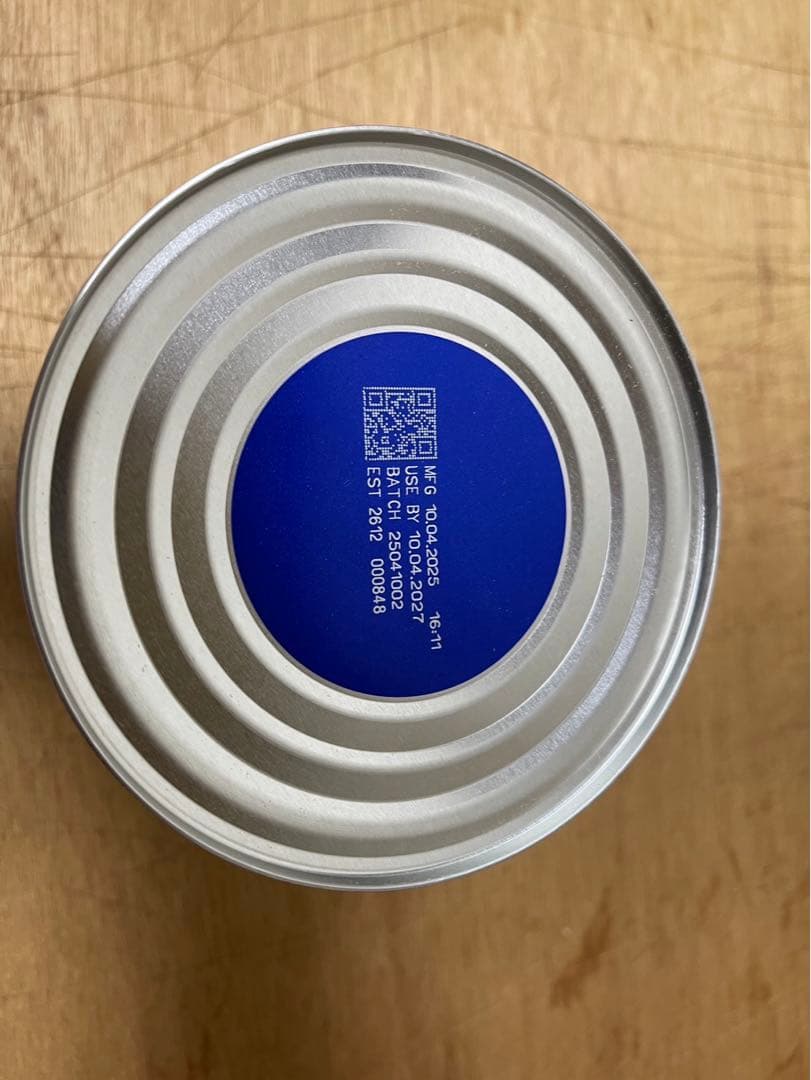 MFG 10.04.2025 16:11
USE BY 10.04.2027
BATCH 25041002
EST 2612 000848